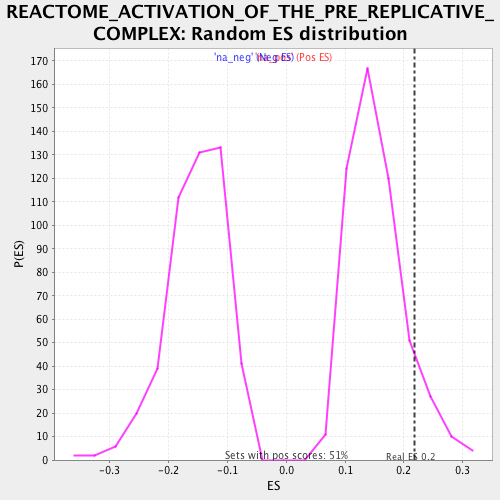 REACTOME_ACTIVATION_OF_THE_PRE_REPLICATIVE_
COMPLEX: Random ES distribution
'na_neg' (Neg ES) 'na_pos' (Pos ES)
170
160
150
140
130
120
110
100
90
80
70
60
50
40
30
20
10
0
P(ES)
Sets with pos scores: 51%
Real ES 0.2
-0.3 -0.2 -0.1 0.0 0.1 0.2 0.3
ES